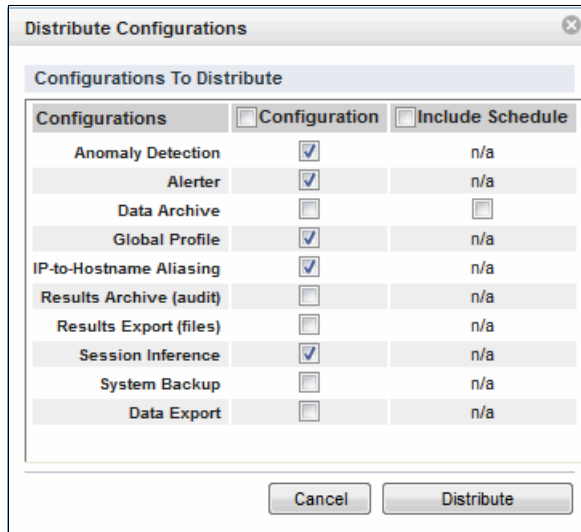 Distribute Configurations
Configurations To Distribute
Configurations Configuration Include Schedule
Anomaly Detection n/a
Alerter n/a
Data Archive
Global Profile n/a
IP-to-Hostname Aliasing n/a
Results Archive (audit) n/a
Results Export (files) n/a
Session Inference n/a
System Backup n/a
Data Export n/a
Cancel Distribute